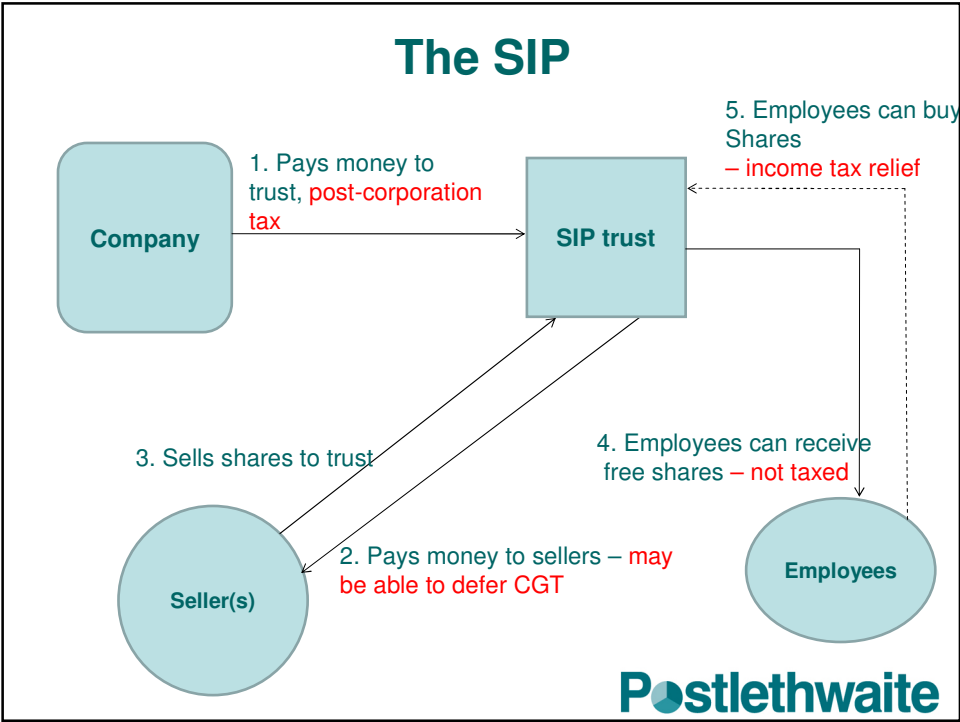 The SIP
5. Employees can buy
Shares
– income tax relief
1. Pays money to
trust, post-corporation
tax
Company
SIP trust
3. Sells shares to trust
4. Employees can receive
free shares – not taxed
2. Pays money to sellers – may
be able to defer CGT
Seller(s)
Employees
Postlethwaite